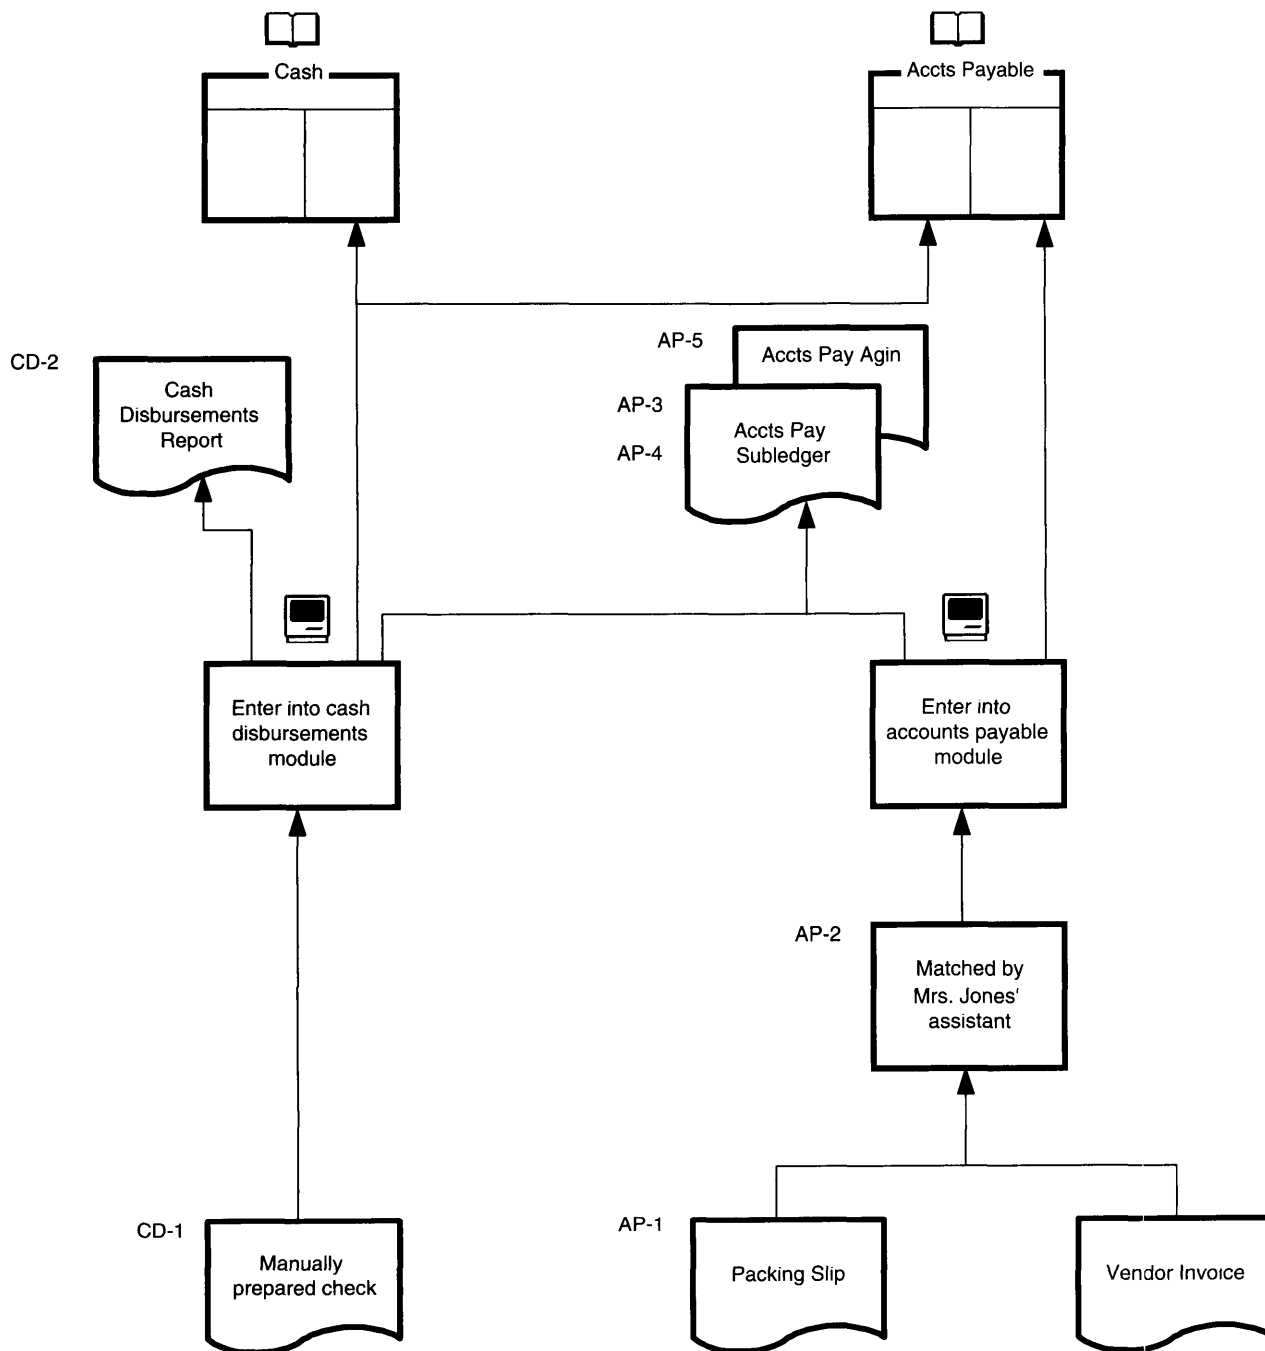 Cash
Accts Payable
CD-2
Cash
Disbursements
Report
AP-5
Accts Pay Agin
AP-3
AP-4
Accts Pay
Subledger
Enter into cash
disbursements
module
Enter into
accounts payable
module
AP-2
Matched by
Mrs. Jones'
assistant
CD-1
Manually
prepared check
AP-1
Packing Slip
Vendor Invoice